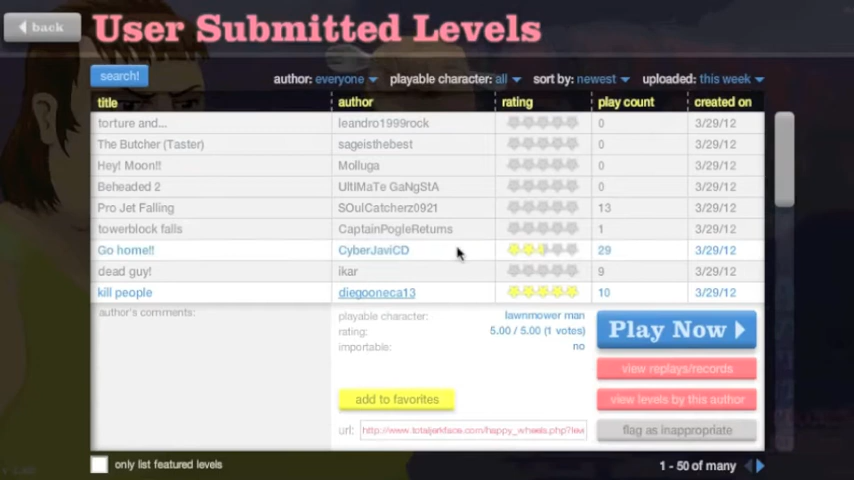 back
User Submitted Levels
search!
author: everyone playable character: all sort by: newest uploaded: this week
title author rating play count created on
torture and... leandro1999rock 0 3/29/12
The Butcher (Taster) sageisthebest 0 3/29/12
Hey! Moon!! Molluga 0 3/29/12
Beheaded 2 UltIMaTe GaNgStA 0 3/29/12
Pro Jet Falling SOulCatcherz0921 13 3/29/12
towerblock falls CaptainPogleReturns 1 3/29/12
Go home!! CyberJaviCD 29 3/29/12
dead guy! ikar 9 3/29/12
kill people diegooneca13 10 3/29/12
author's comments:
playable character: lawnmower man
rating: 5.00 / 5.00 (1 votes)
importable: no
Play Now
view replays/records
add to favorites
view levels by this author
url: http://www.totaljerkface.com/happy_wheels.php?lev
flag as inappropriate
only list featured levels
1 - 50 of many